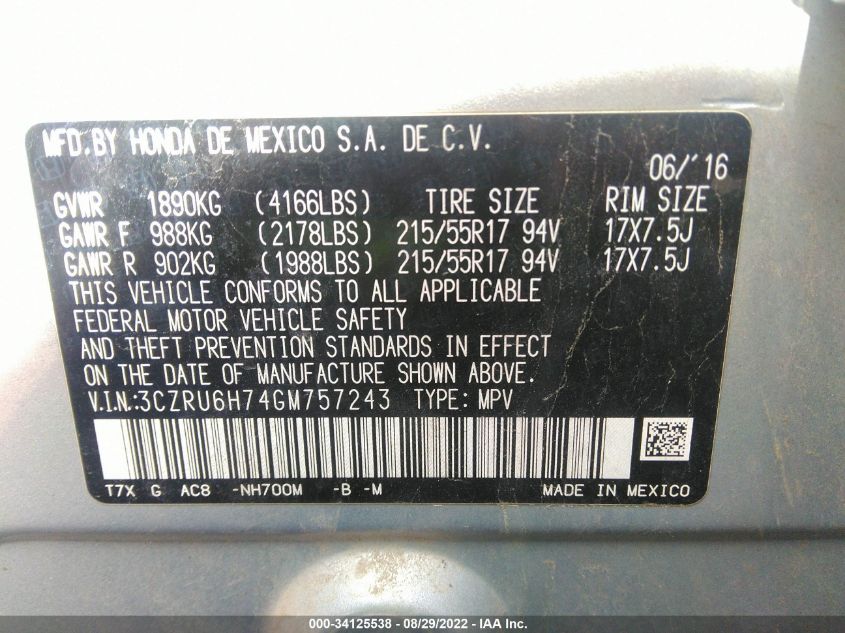 MFD.BY HONDA DE MEXICO S.A. DE C.V.
06/'16
GVWR 1890KG (4166LBS) TIRE SIZE RIM SIZE
GAWR F 988KG (2178LBS) 215/55R17 94V 17X7.5J
GAWR R 902KG (1988LBS) 215/55R17 94V 17X7.5J
THIS VEHICLE CONFORMS TO ALL APPLICABLE
FEDERAL MOTOR VEHICLE SAFETY
AND THEFT PREVENTION STANDARDS IN EFFECT
ON THE DATE OF MANUFACTURE SHOWN ABOVE.
V.I.N.:3CZRU6H74GM757243 TYPE: MPV
T7X G AC8 -NH700M -B -M MADE IN MEXICO
000-34125538 - 08/29/2022 - IAA Inc.